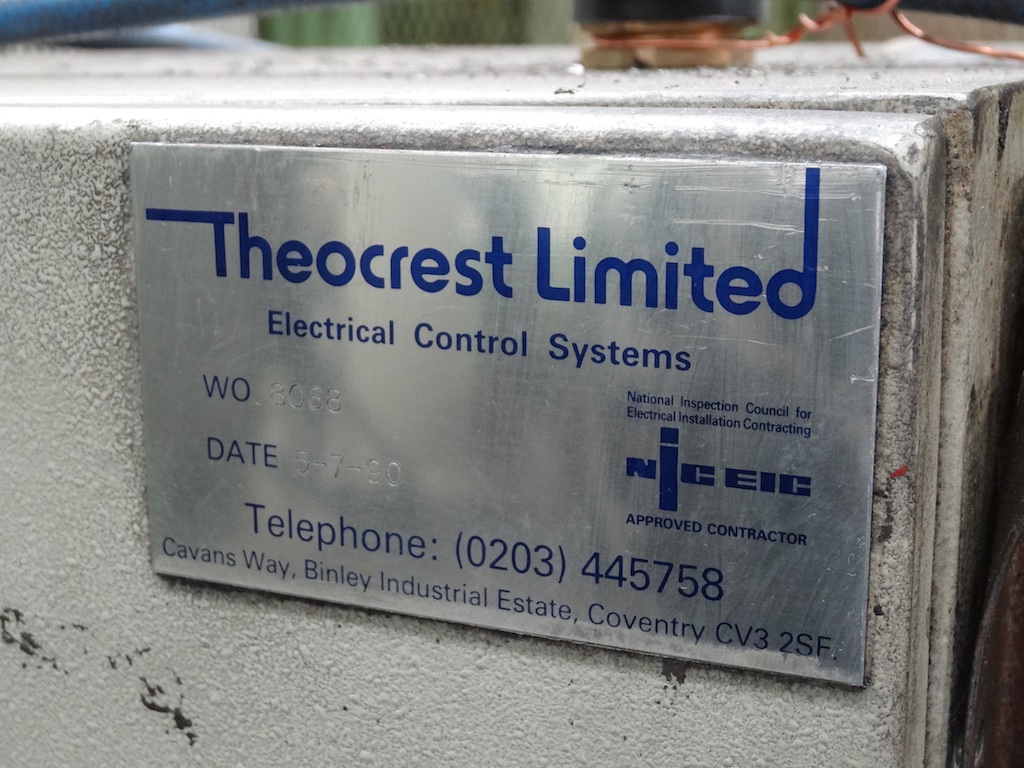 Theocrest Limited
Electrical Control Systems
WO 8068
DATE 5-7-90
National Inspection Council for
Electrical Installation Contracting
NICEIC
APPROVED CONTRACTOR
Telephone: (0203) 445758
Cavans Way, Binley Industrial Estate, Coventry CV3 2SF.